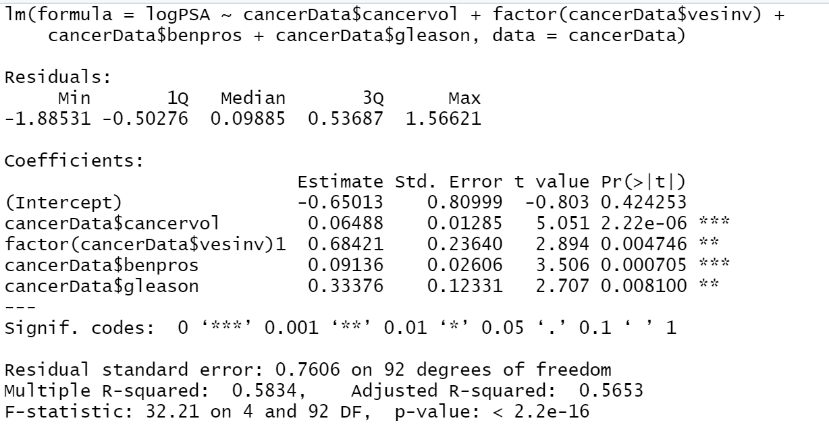 lm(formula = logPSA ~ cancerData$cancervol + factor(cancerData$vesinv) +
    cancerData$benpros + cancerData$gleason, data = cancerData)

Residuals:
     Min       1Q   Median       3Q      Max
-1.88531 -0.50276  0.09885  0.53687  1.56621

Coefficients:
                           Estimate Std. Error t value Pr(>|t|)
(Intercept)                -0.65013    0.80999  -0.803 0.424253
cancerData$cancervol        0.06488    0.01285   5.051 2.22e-06 ***
factor(cancerData$vesinv)1  0.68421    0.23640   2.894 0.004746 **
cancerData$benpros          0.09136    0.02606   3.506 0.000705 ***
cancerData$gleason          0.33376    0.12331   2.707 0.008100 **
---
Signif. codes:  0 ‘***’ 0.001 ‘**’ 0.01 ‘*’ 0.05 ‘.’ 0.1 ‘ ’ 1

Residual standard error: 0.7606 on 92 degrees of freedom
Multiple R-squared:  0.5834,    Adjusted R-squared:  0.5653
F-statistic: 32.21 on 4 and 92 DF,  p-value: < 2.2e-16